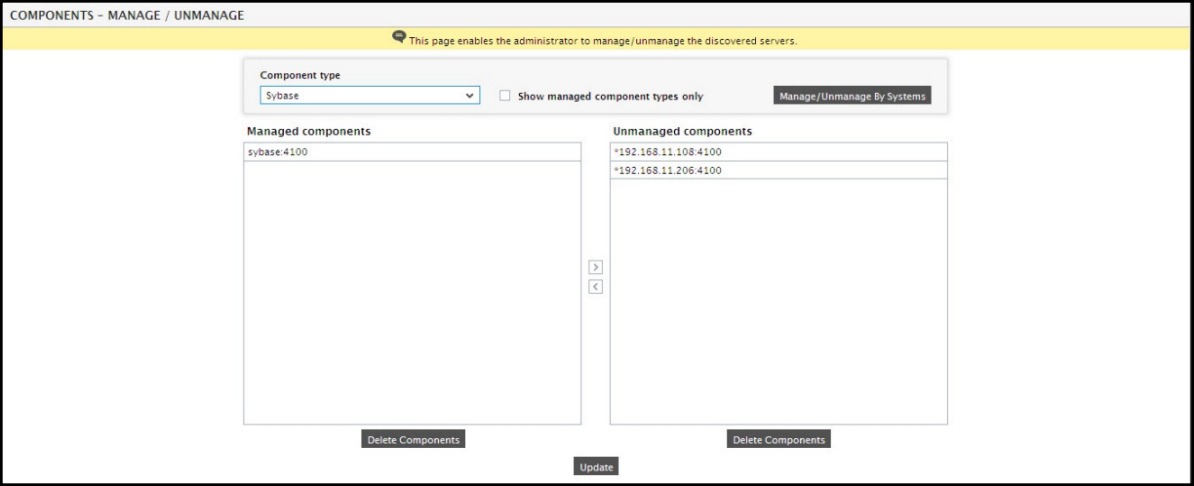 COMPONENTS - MANAGE / UNMANAGE
This page enables the administrator to manage/unmanage the discovered servers.
Component type
Sybase
Show managed component types only
Manage/Unmanage By Systems
Managed components
sybase:4100
Unmanaged components
*192.168.11.108:4100
*192.168.11.206:4100
>
<
Delete Components
Delete Components
Update